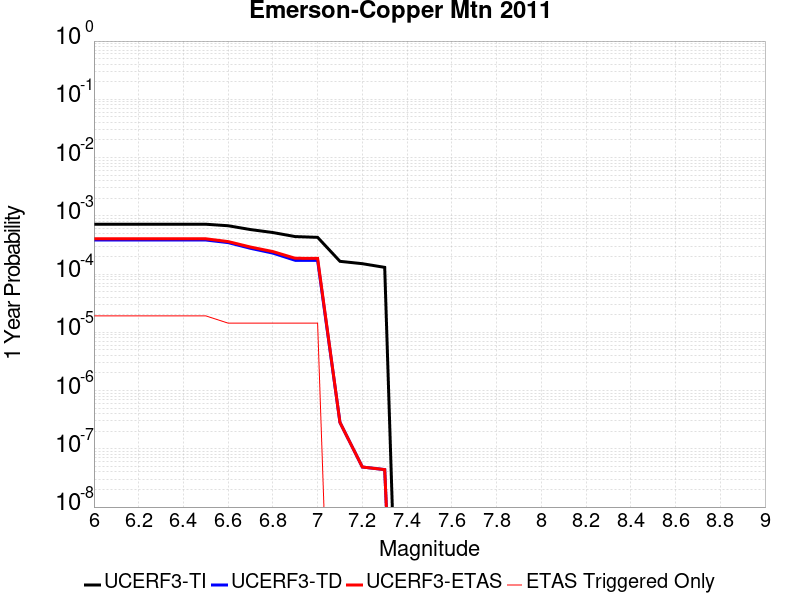 Emerson-Copper Mtn 2011
10^0
10^-1
10^-2
10^-3
10^-4
10^-5
10^-6
10^-7
10^-8
1 Year Probability
6 6.2 6.4 6.6 6.8 7 7.2 7.4 7.6 7.8 8 8.2 8.4 8.6 8.8 9
Magnitude
UCERF3-TI UCERF3-TD UCERF3-ETAS ETAS Triggered Only